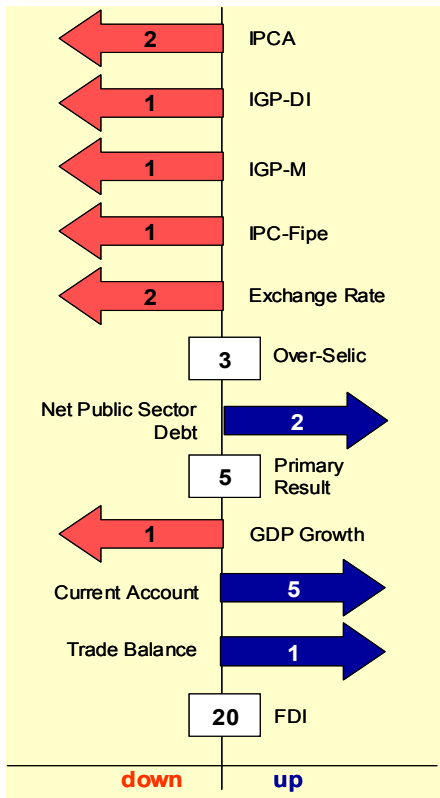 2 IPCA
1 IGP-DI
1 IGP-M
1 IPC-Fipe
2 Exchange Rate
3 Over-Selic
Net Public Sector
Debt
2
5
Primary
Result
1 GDP Growth
Current Account 5
Trade Balance 1
20 FDI
down up